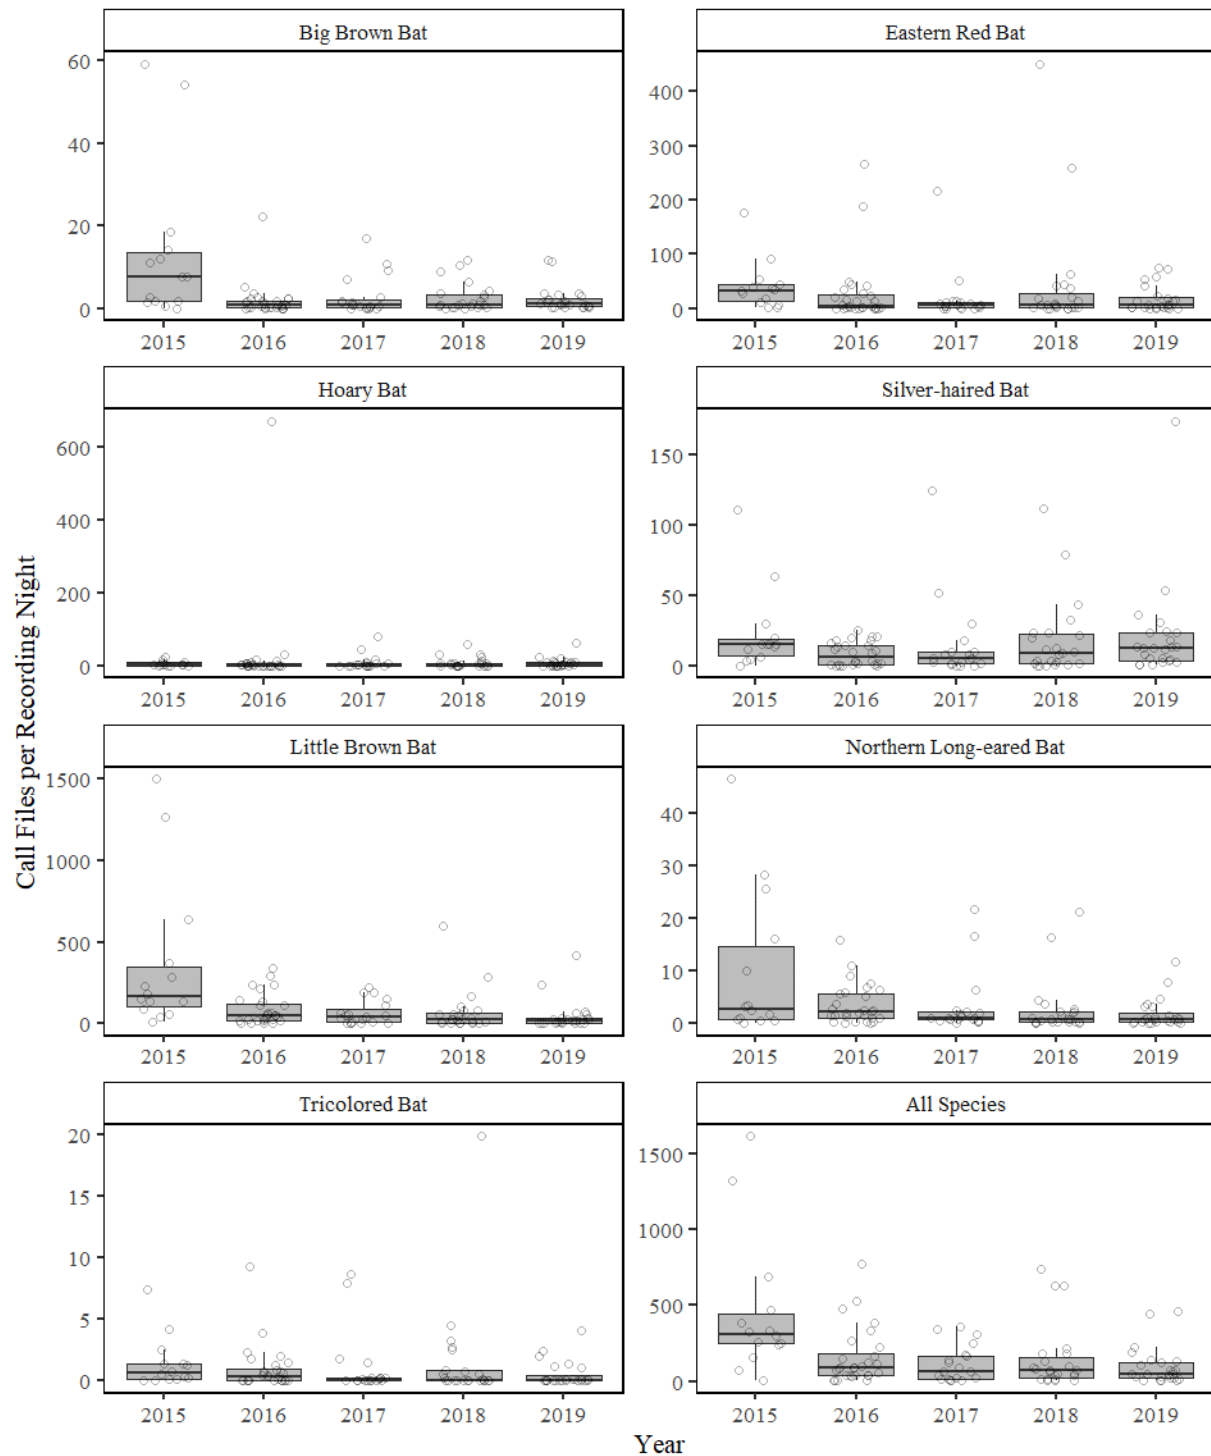 Big Brown Bat
Eastern Red Bat
60
40
20
0
400
300
200
100
0
2015 2016 2017 2018 2019
2015 2016 2017 2018 2019
Hoary Bat
Silver-haired Bat
600
400
200
0
150
100
50
0
2015 2016 2017 2018 2019
2015 2016 2017 2018 2019
Call Files per Recording Night
Little Brown Bat
Northern Long-eared Bat
1500
1000
500
0
40
30
20
10
0
2015 2016 2017 2018 2019
2015 2016 2017 2018 2019
Tricolored Bat
All Species
20
15
10
5
0
1500
1000
500
0
2015 2016 2017 2018 2019
2015 2016 2017 2018 2019
Year